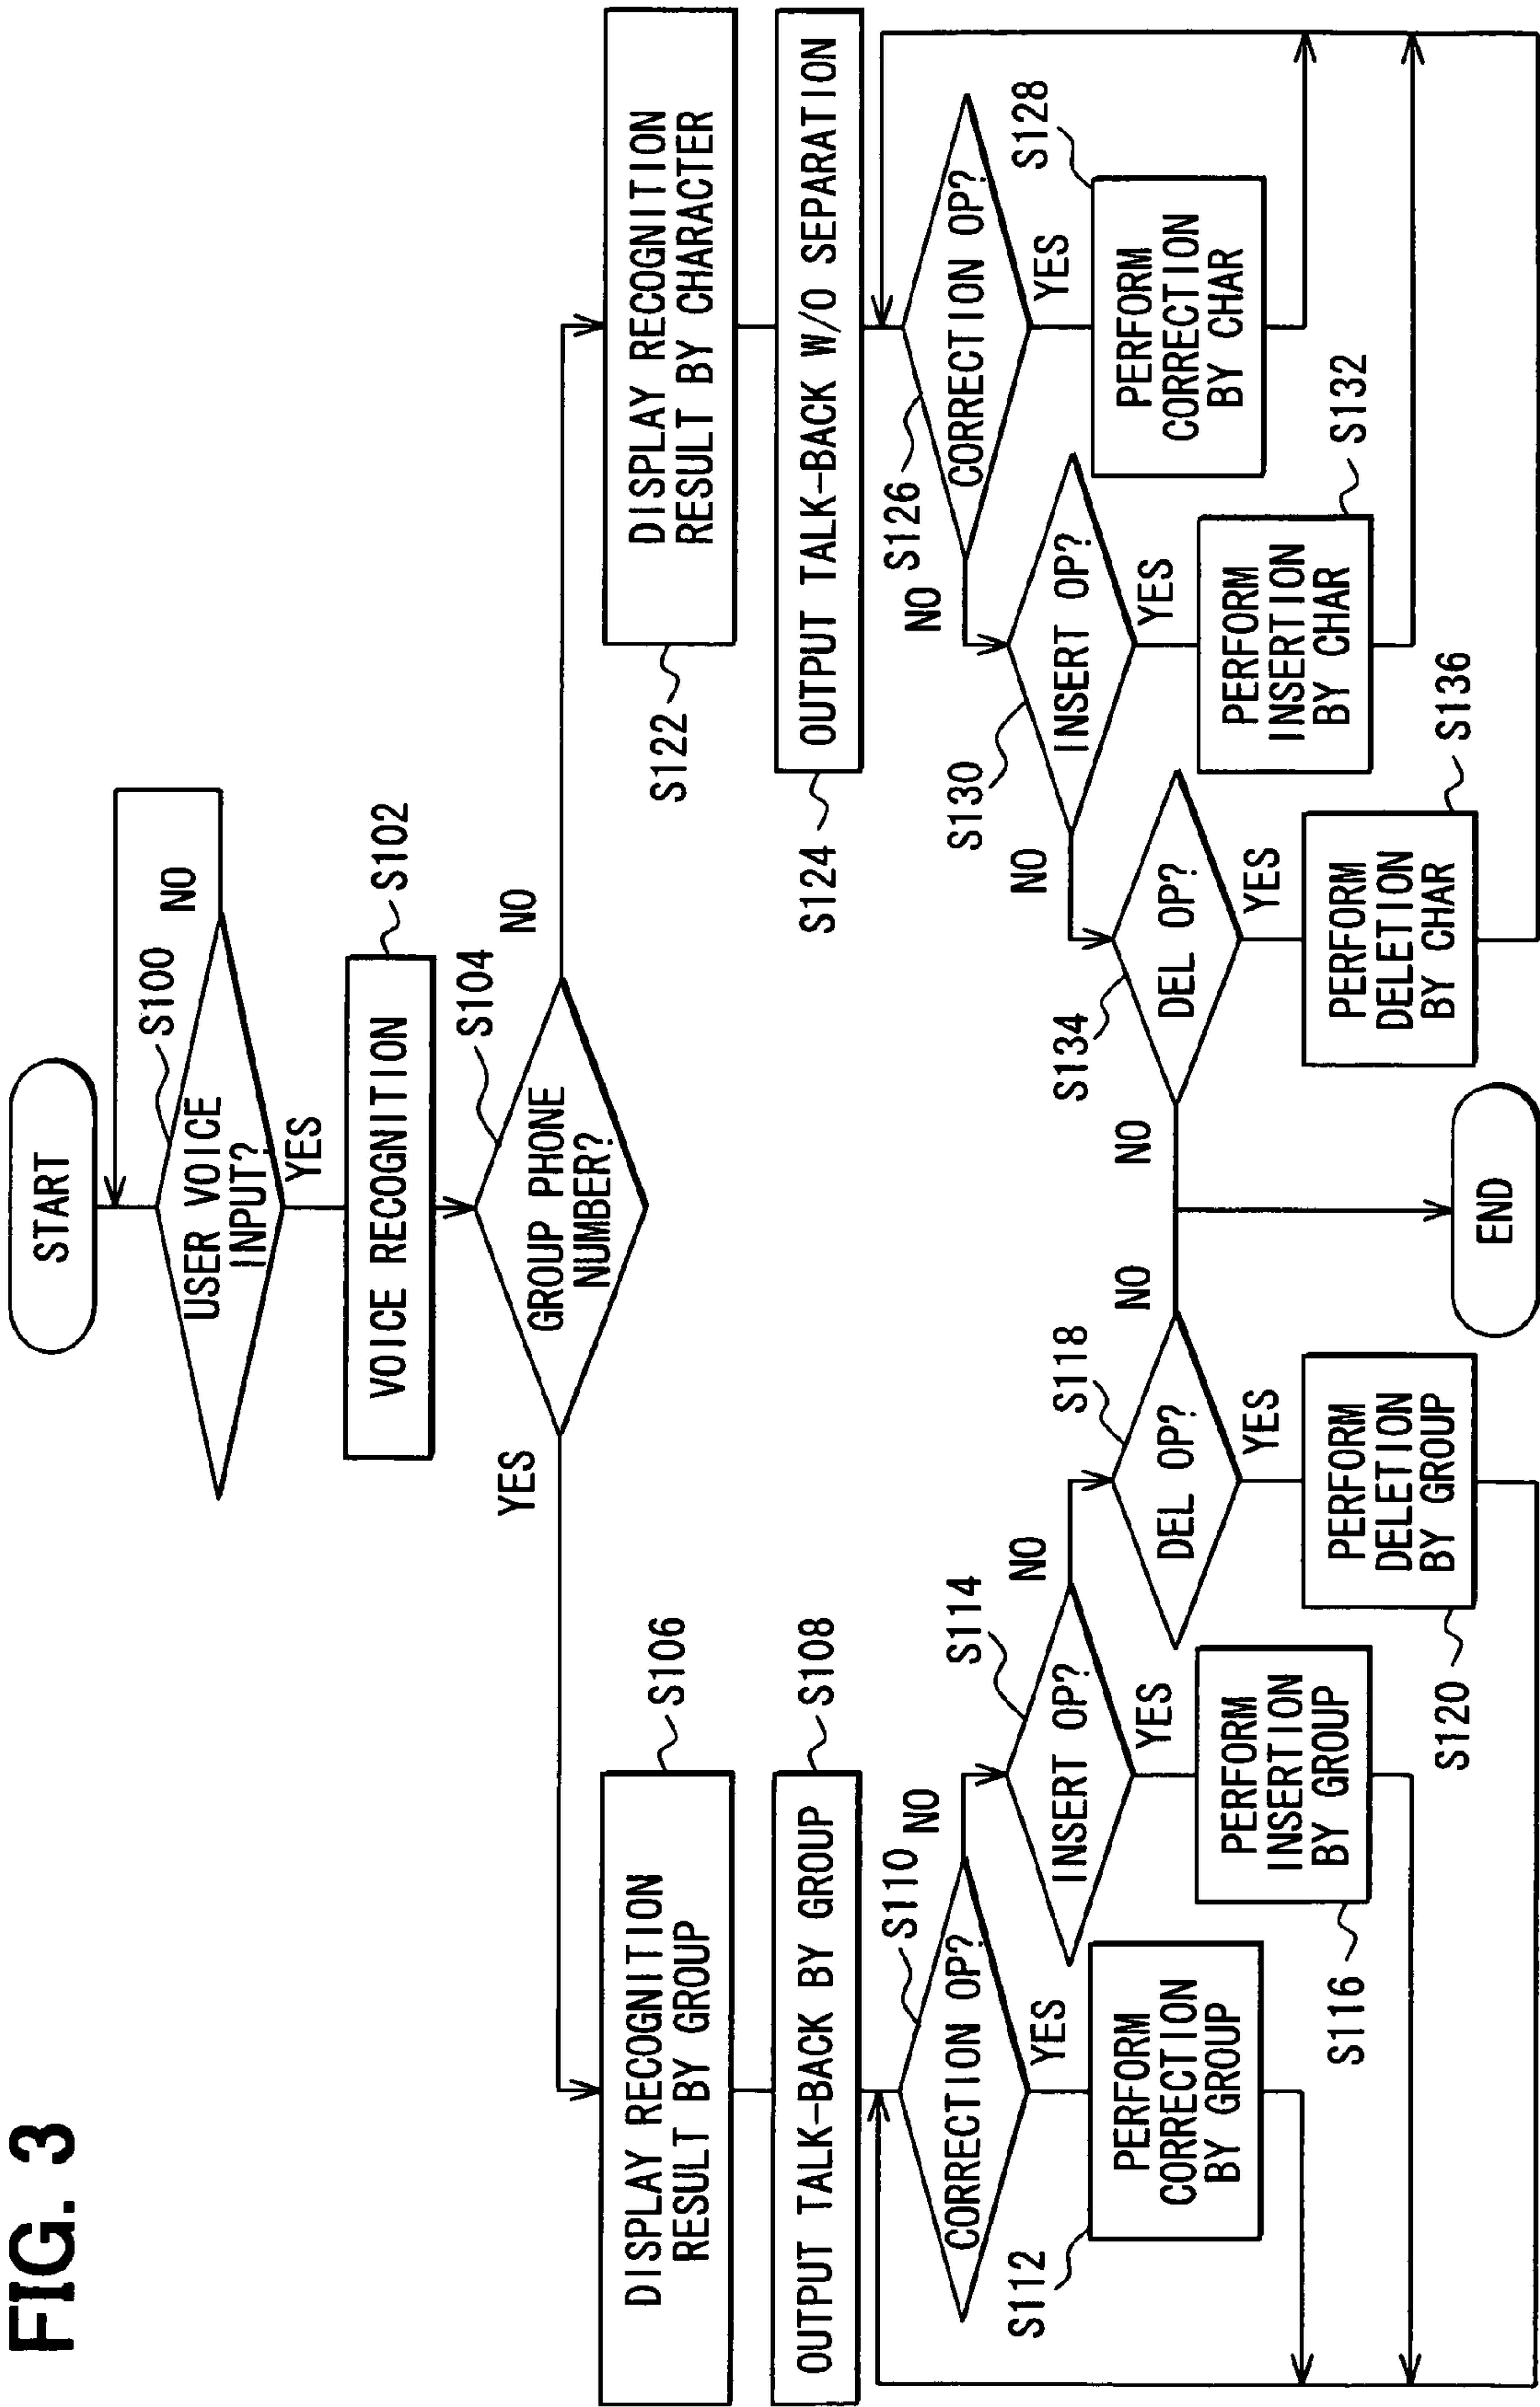 FIG. 3
START
S100
USER VOICE
INPUT?
NO
YES
S102
VOICE RECOGNITION
S104
GROUP PHONE
NUMBER?
YES
NO
S106
DISPLAY RECOGNITION
RESULT BY GROUP
S108
OUTPUT TALK-BACK BY GROUP
S110
CORRECTION OP?
NO
YES
S112
PERFORM
CORRECTION
BY GROUP
S114
INSERT OP?
NO
YES
S116
PERFORM
INSERTION
BY GROUP
S118
DEL OP?
NO
YES
S120
PERFORM
DELETION
BY GROUP
S122
DISPLAY RECOGNITION
RESULT BY CHARACTER
S124
OUTPUT TALK-BACK W/O SEPARATION
S126
CORRECTION OP?
NO
YES
S128
PERFORM
CORRECTION
BY CHAR
S130
INSERT OP?
NO
YES
S132
PERFORM
INSERTION
BY CHAR
S134
DEL OP?
NO
YES
S136
PERFORM
DELETION
BY CHAR
END